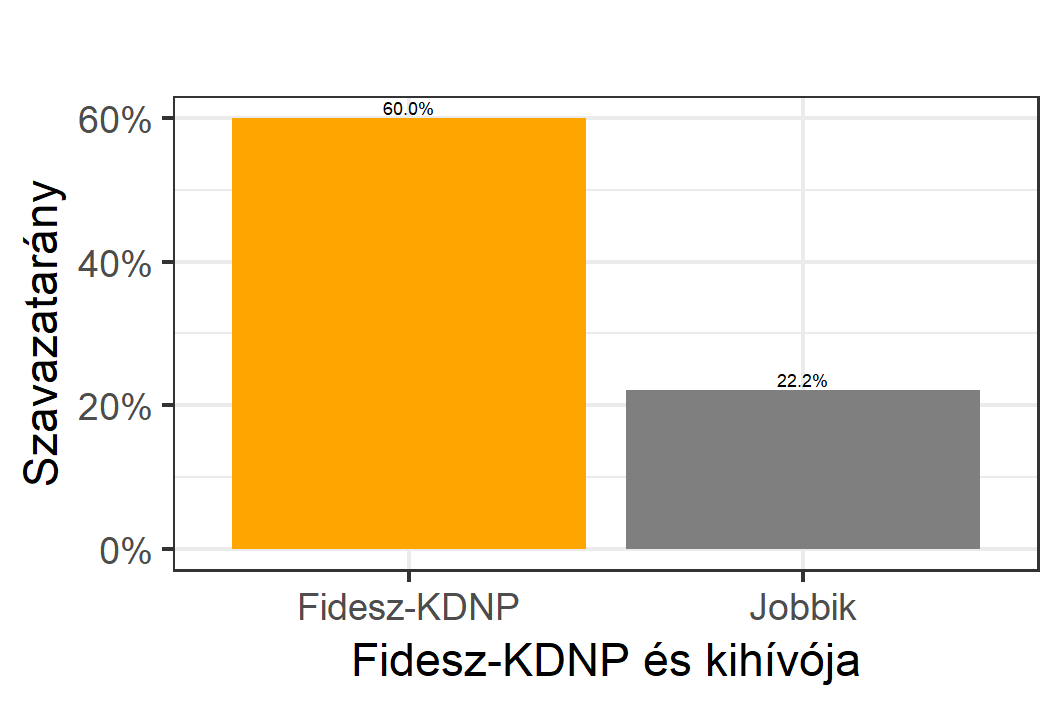 Szavazatarány
60%
40%
20%
0%
60.0%
22.2%
Fidesz-KDNP
Jobbik
Fidesz-KDNP és kihívója